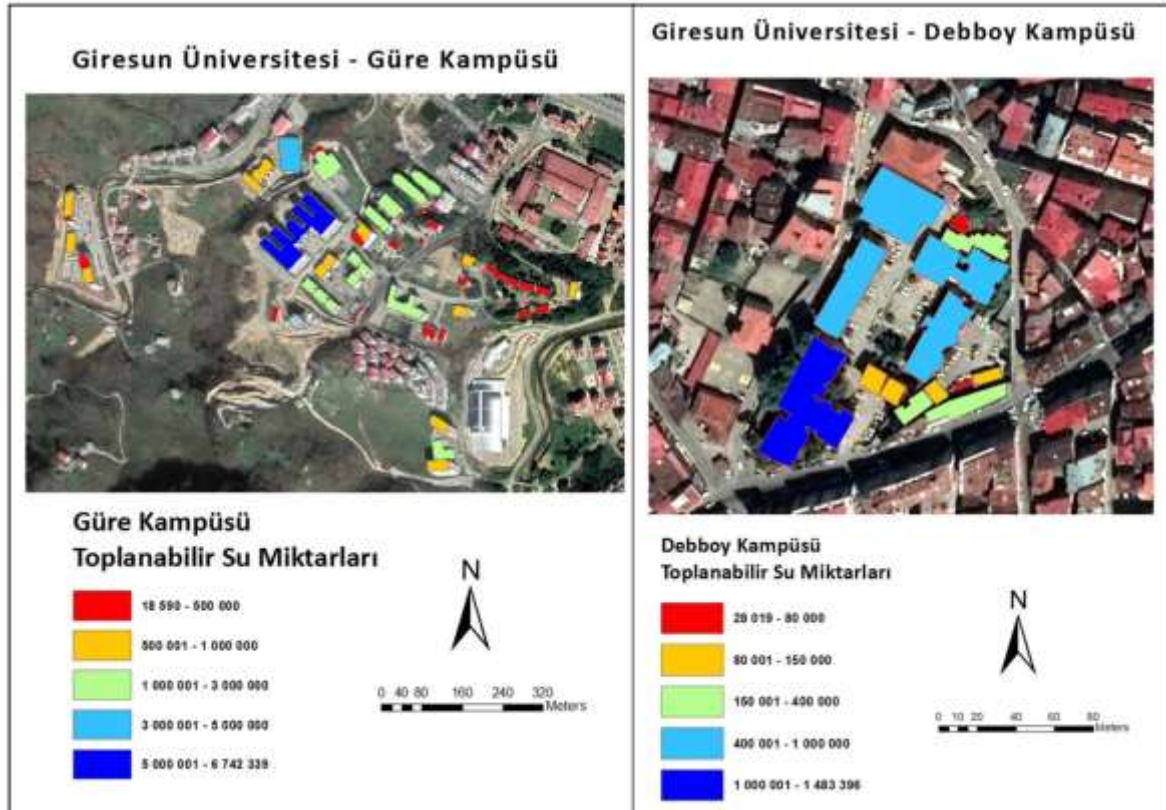 Giresun Üniversitesi - Güre Kampüsü
Güre Kampüsü
Toplanabilir Su Miktarları
18 590 - 500 000
500 001 - 1 000 000
1 000 001 - 3 000 000
3 000 001 - 5 000 000
5 000 001 - 6 742 339
N
0 40 80 160 240 320
Meters
Giresun Üniversitesi - Debboy Kampüsü
Debboy Kampüsü
Toplanabilir Su Miktarları
29 019 - 80 000
80 001 - 150 000
150 001 - 400 000
400 001 - 1 000 000
1 000 001 - 1 483 396
N
0 10 20 40 60 80
Meters